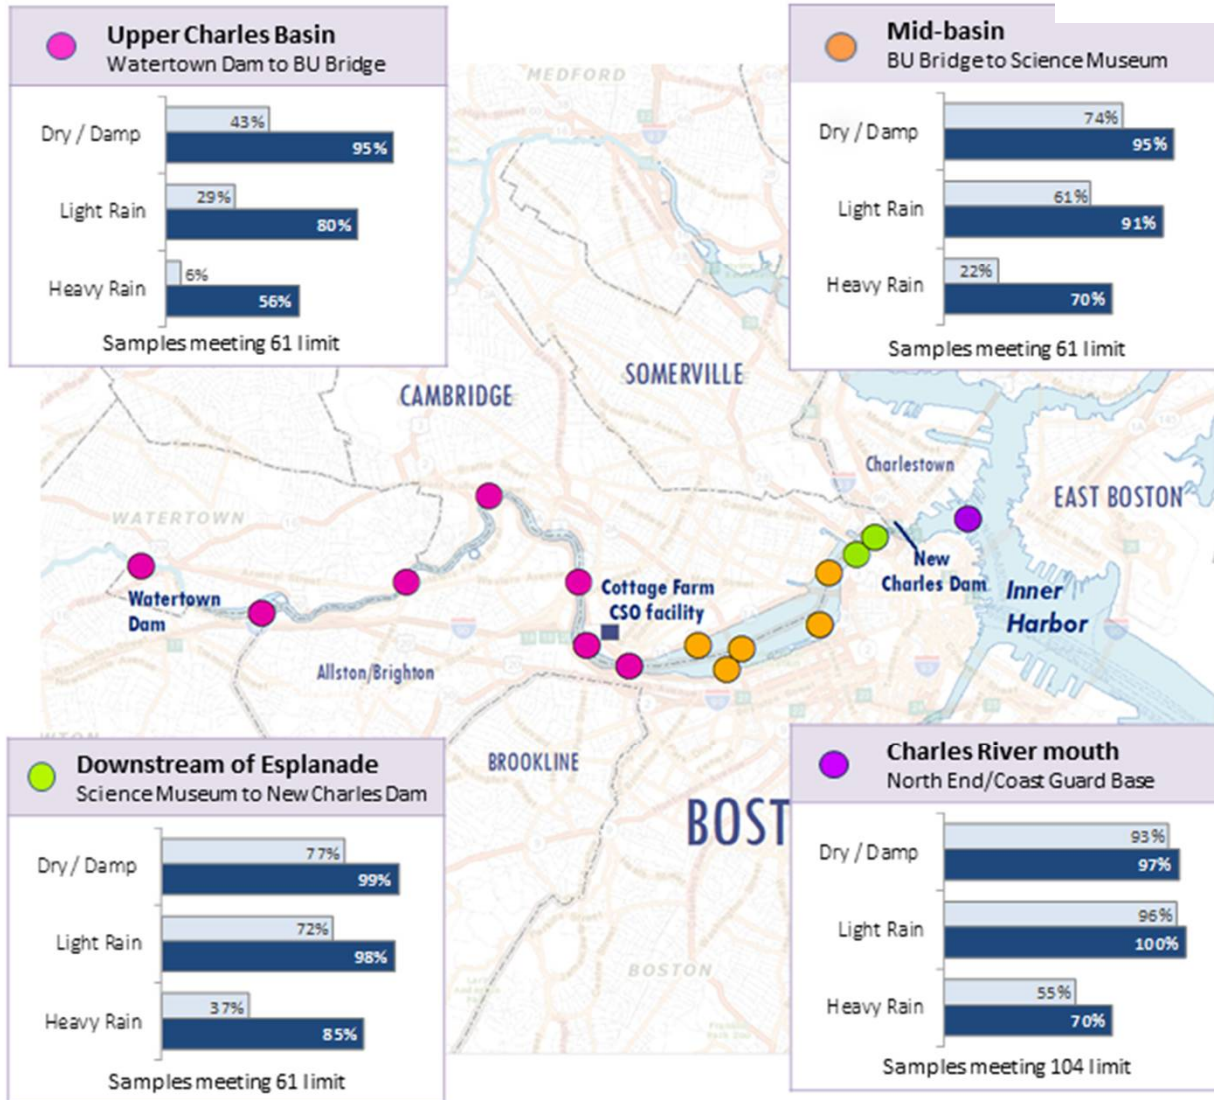 Upper Charles Basin
Watertown Dam to BU Bridge
Dry / Damp
43%
95%
Light Rain
29%
80%
Heavy Rain
6%
56%
Samples meeting 61 limit
Mid-basin
BU Bridge to Science Museum
Dry / Damp
74%
95%
Light Rain
61%
91%
Heavy Rain
22%
70%
Samples meeting 61 limit
MEDFORD
SOMERVILLE
CAMBRIDGE
Charlestown
EAST BOSTON
WATERTOWN
New
Charles Dam
Watertown
Dam
Cottage Farm
CSO facility
Inner
Harbor
Allston/Brighton
BROOKLINE
BOST
BOSTON
Downstream of Esplanade
Science Museum to New Charles Dam
Dry / Damp
77%
99%
Light Rain
72%
98%
Heavy Rain
37%
85%
Samples meeting 61 limit
Charles River mouth
North End/Coast Guard Base
Dry / Damp
93%
97%
Light Rain
96%
100%
Heavy Rain
55%
70%
Samples meeting 104 limit